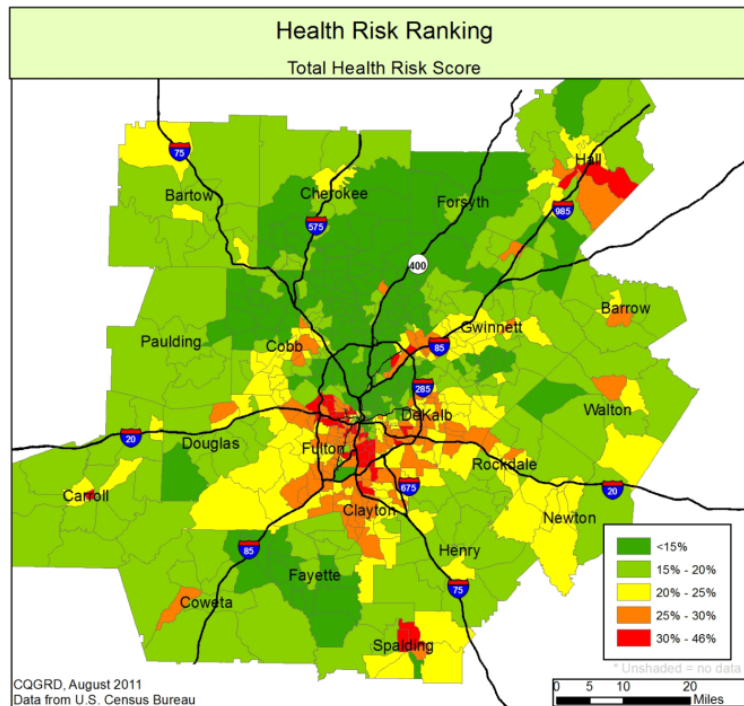 Health Risk Ranking
Total Health Risk Score
75
Hall
Bartow
Cherokee
Forsyth
985
575
400
Barrow
Paulding
Gwinnett
Cobb
85
285
DeKalb
Walton
20
Douglas
Fulton
Rockdale
Carroll
675
20
Clayton
Newton
85
Henry
Fayette
75
Coweta
Spalding
<15%
15% - 20%
20% - 25%
25% - 30%
30% - 46%
* Unshaded = no data
CQGRD, August 2011
Data from U.S. Census Bureau
0 5 10 20
Miles